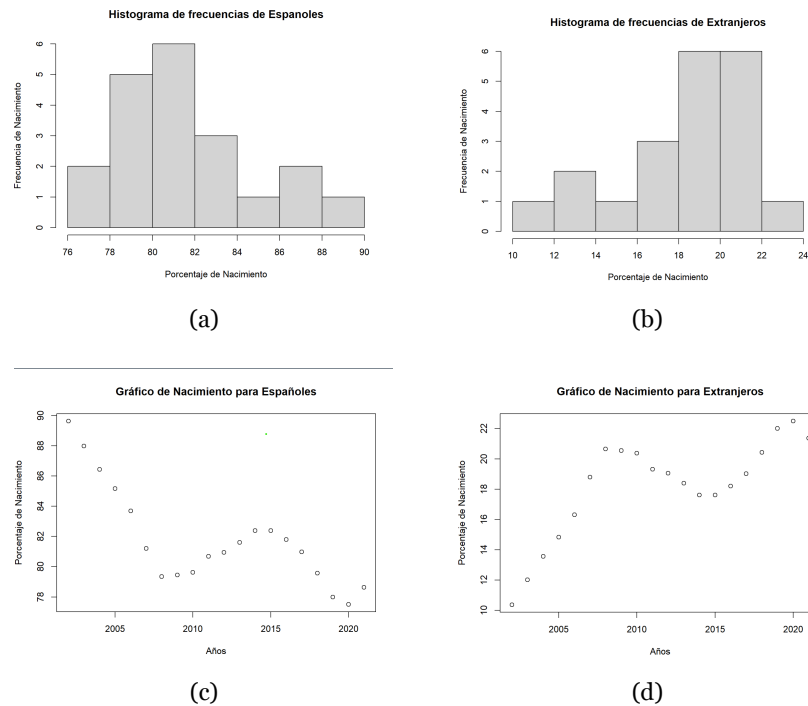 Histograma de frecuencias de Espanoles
Frecuencia de Nacimiento
6
5
4
3
2
1
0
76 78 80 82 84 86 88 90
Porcentaje de Nacimiento
(a)
Histograma de frecuencias de Extranjeros
Frecuencia de Nacimiento
6
5
4
3
2
1
0
10 12 14 16 18 20 22 24
Porcentaje de Nacimiento
(b)
Gráfico de Nacimiento para Españoles
Porcentaje de Nacimiento
90
88
86
84
82
80
78
2005 2010 2015 2020
Años
(c)
Gráfico de Nacimiento para Extranjeros
Porcentaje de Nacimiento
22
20
18
16
14
12
10
2005 2010 2015 2020
Años
(d)